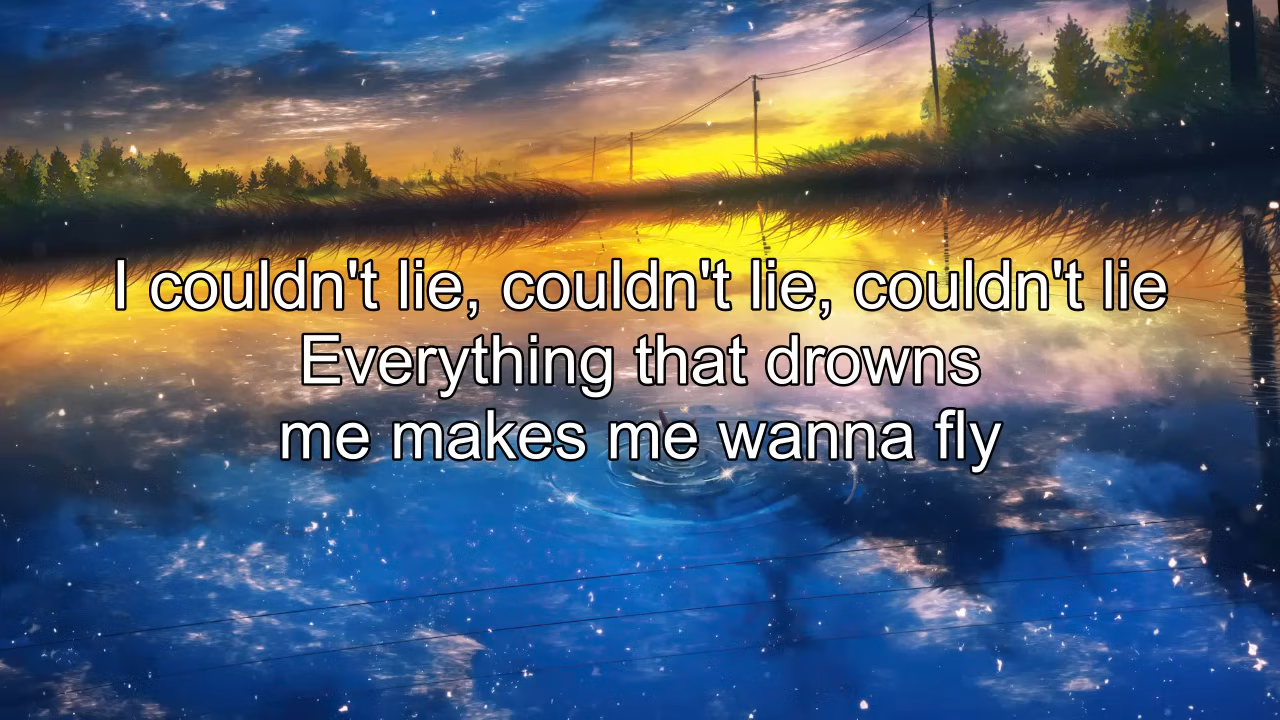 I couldn't lie, couldn't lie, couldn't lie
Everything that drowns
me makes me wanna fly